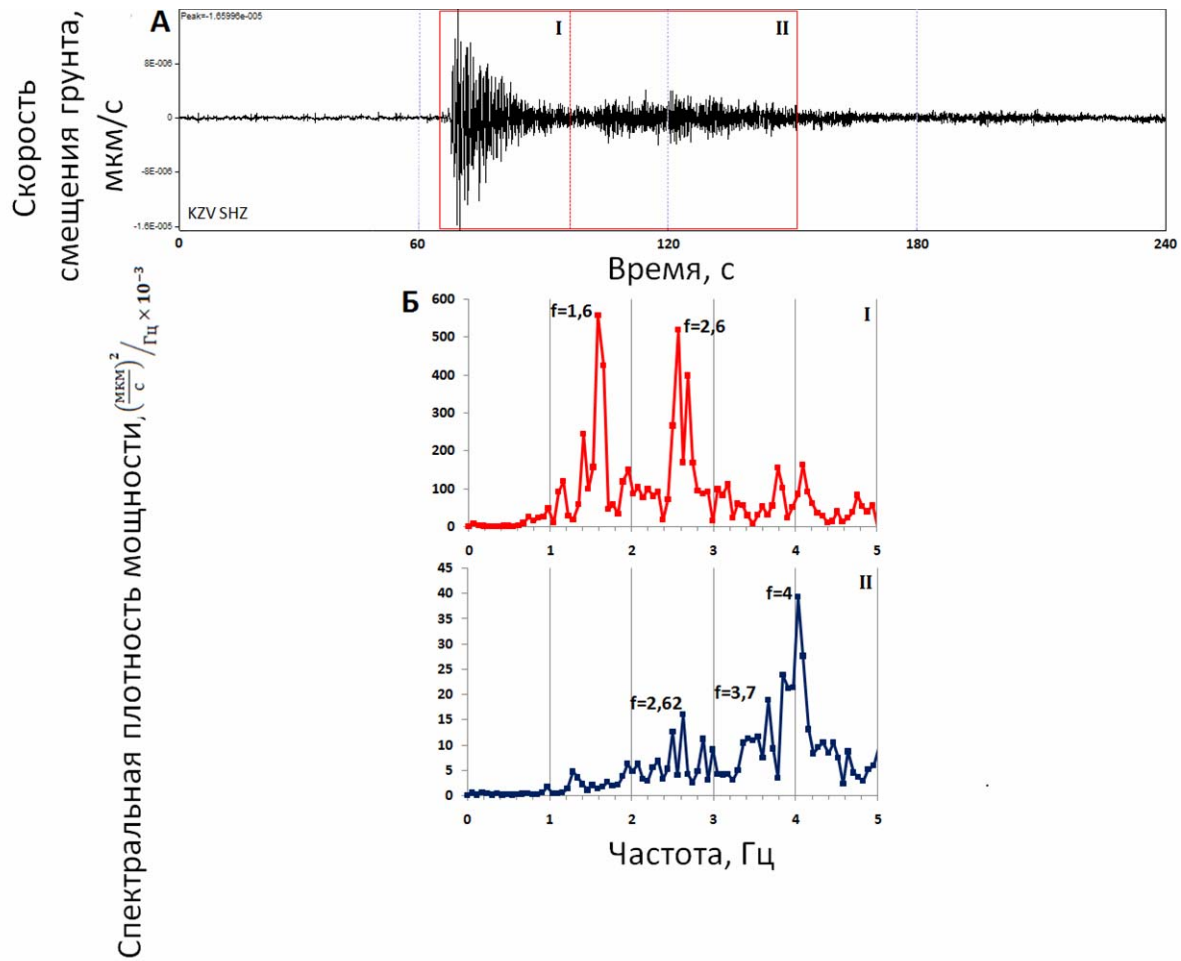 А
Peak=-1.65996e-005
I
II
Скорость
смещения грунта,
мкм/с
8E-006
0
-8E-006
-1.6E-005
KZV SHZ
0 60 120 180 240
Время, с
Спектральная плотность мощности, (мкм/с)²/Гц × 10⁻³
Б
I
f=1,6
f=2,6
600
500
400
300
200
100
0
0 1 2 3 4 5
II
f=4
f=3,7
f=2,62
45
40
35
30
25
20
15
10
5
0
0 1 2 3 4 5
Частота, Гц